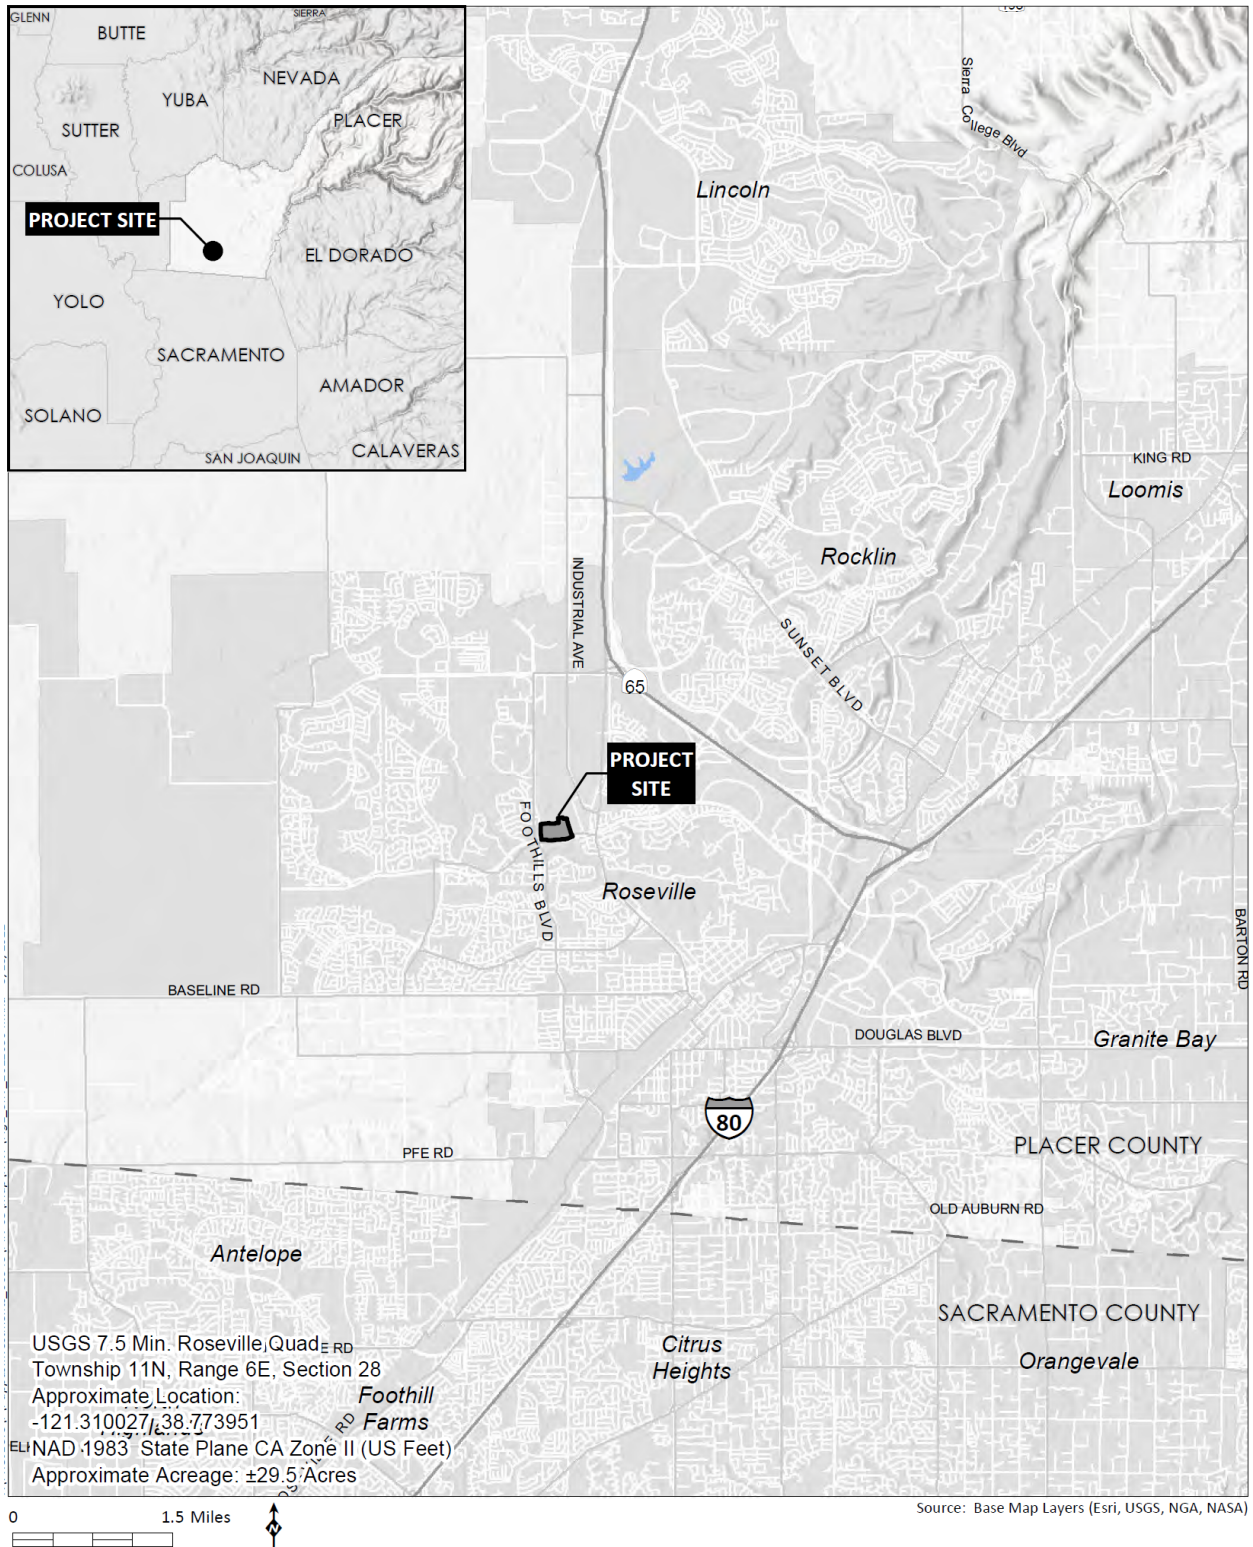 GLENN
SIERRA
BUTTE
NEVADA
YUBA
PLACER
SUTTER
COLUSA
PROJECT SITE
EL DORADO
YOLO
SACRAMENTO
AMADOR
SOLANO
CALAVERAS
SAN JOAQUIN
193
Sierra College Blvd
Lincoln
KING RD
Loomis
Rocklin
INDUSTRIAL AVE
SUNSET BLVD
65
PROJECT
SITE
FOOTHILLS BLVD
Roseville
BARTON RD
BASELINE RD
DOUGLAS BLVD
Granite Bay
80
PLACER COUNTY
PFE RD
OLD AUBURN RD
Antelope
SACRAMENTO COUNTY
Citrus
Heights
Orangevale
Foothill
Farms
Highlands
USGS 7.5 Min. Roseville Quad
E RD
Township 11N, Range 6E, Section 28
Approximate Location:
-121.310027, 38.773951
NAD 1983 State Plane CA Zone II (US Feet)
Approximate Acreage: ±29.5 Acres
RD
0 1.5 Miles
N
Source: Base Map Layers (Esri, USGS, NGA, NASA)